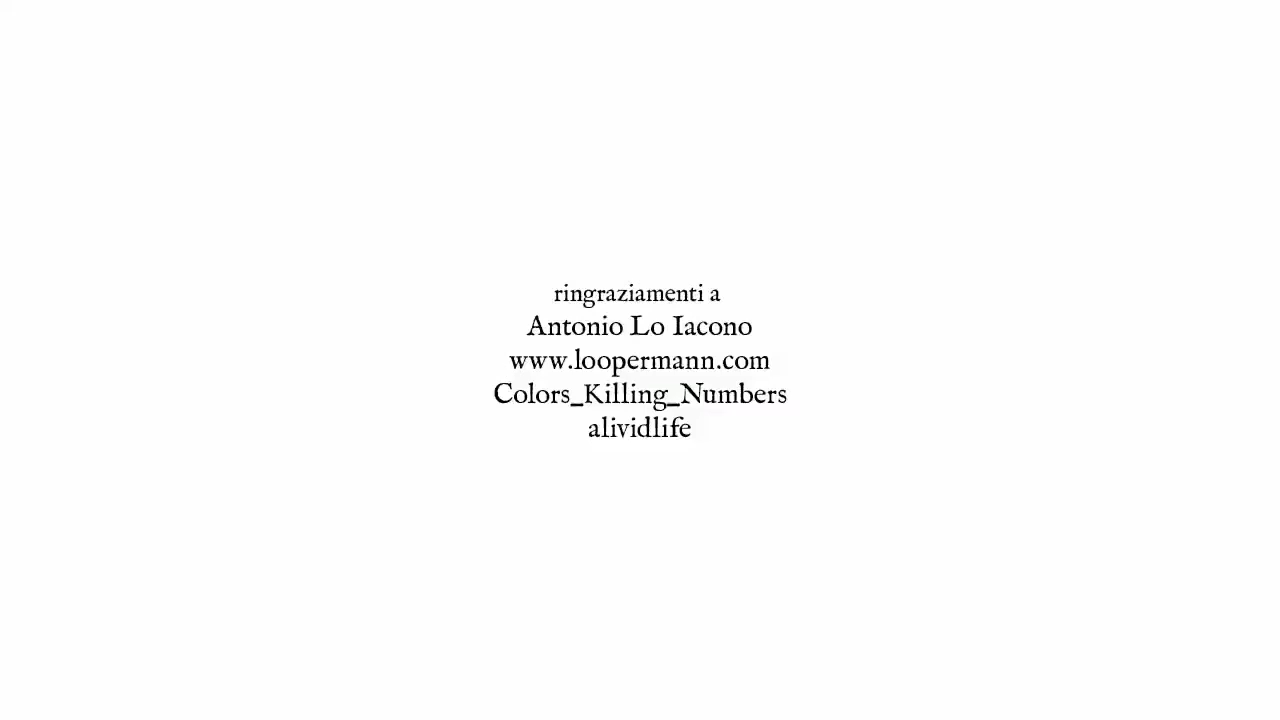 ringraziamenti a
Antonio Lo Iacono
www.loopermann.com
Colors_Killing_Numbers
alividlife